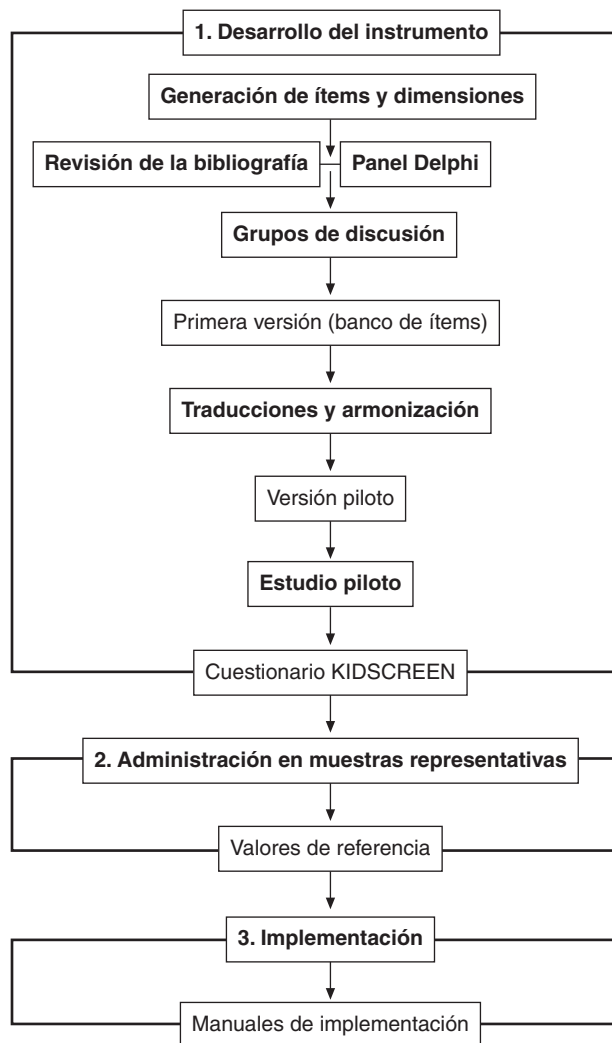 1. Desarrollo del instrumento
Generación de ítems y dimensiones
Revisión de la bibliografía
Panel Delphi
Grupos de discusión
Primera versión (banco de ítems)
Traducciones y armonización
Versión piloto
Estudio piloto
Cuestionario KIDSCREEN
2. Administración en muestras representativas
Valores de referencia
3. Implementación
Manuales de implementación